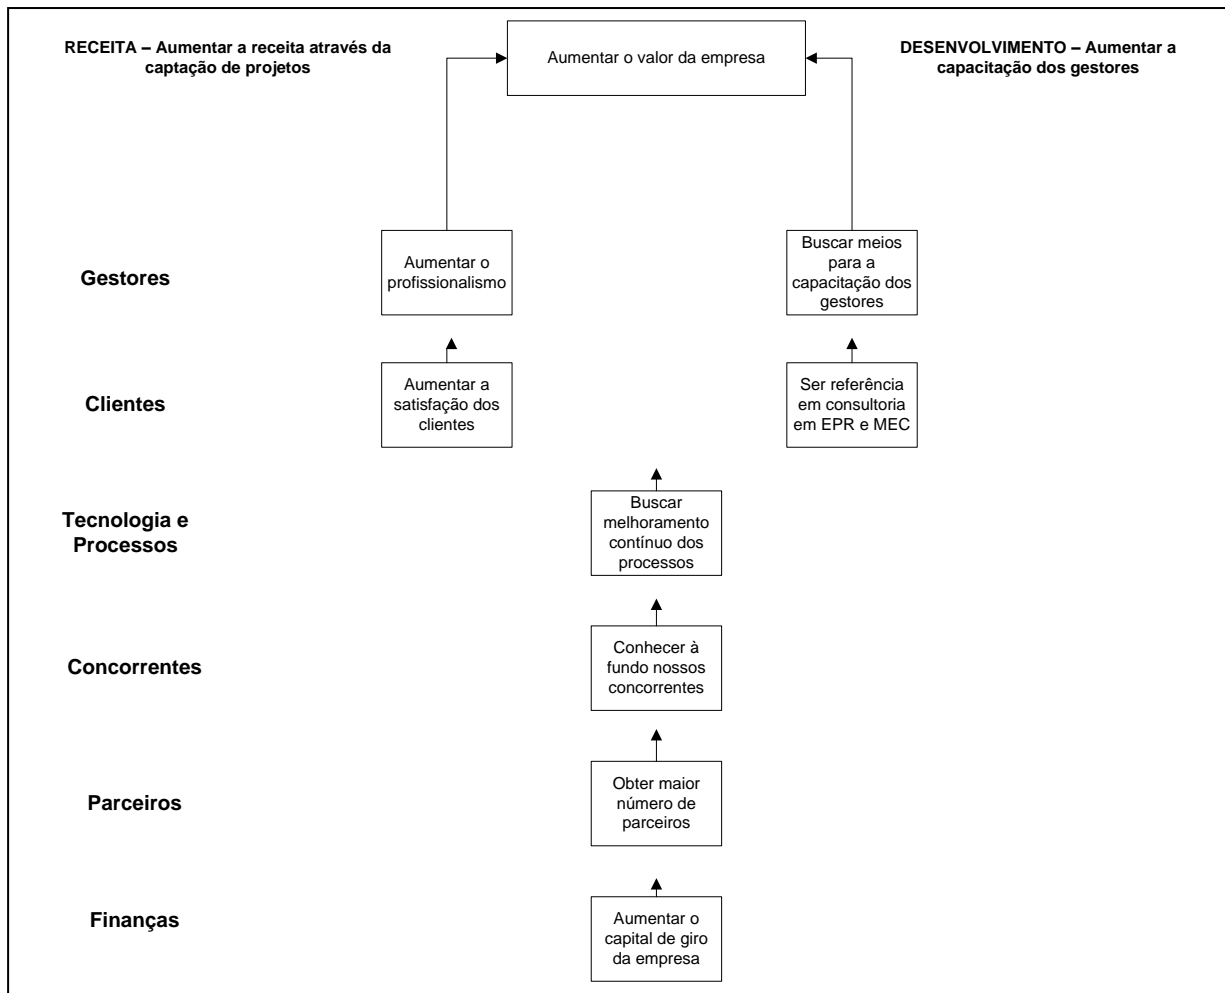 RECEITA – Aumentar a receita através da
captação de projetos
Aumentar o valor da empresa
DESENVOLVIMENTO – Aumentar a
capacitação dos gestores
Gestores
Aumentar o
profissionalismo
Buscar meios
para a
capacitação dos
gestores
Clientes
Aumentar a
satisfação dos
clientes
Ser referência
em consultoria
em EPR e MEC
Tecnologia e
Processos
Buscar
melhoramento
contínuo dos
processos
Concorrentes
Conhecer à
fundo nossos
concorrentes
Parceiros
Obter maior
número de
parceiros
Finanças
Aumentar o
capital de giro
da empresa